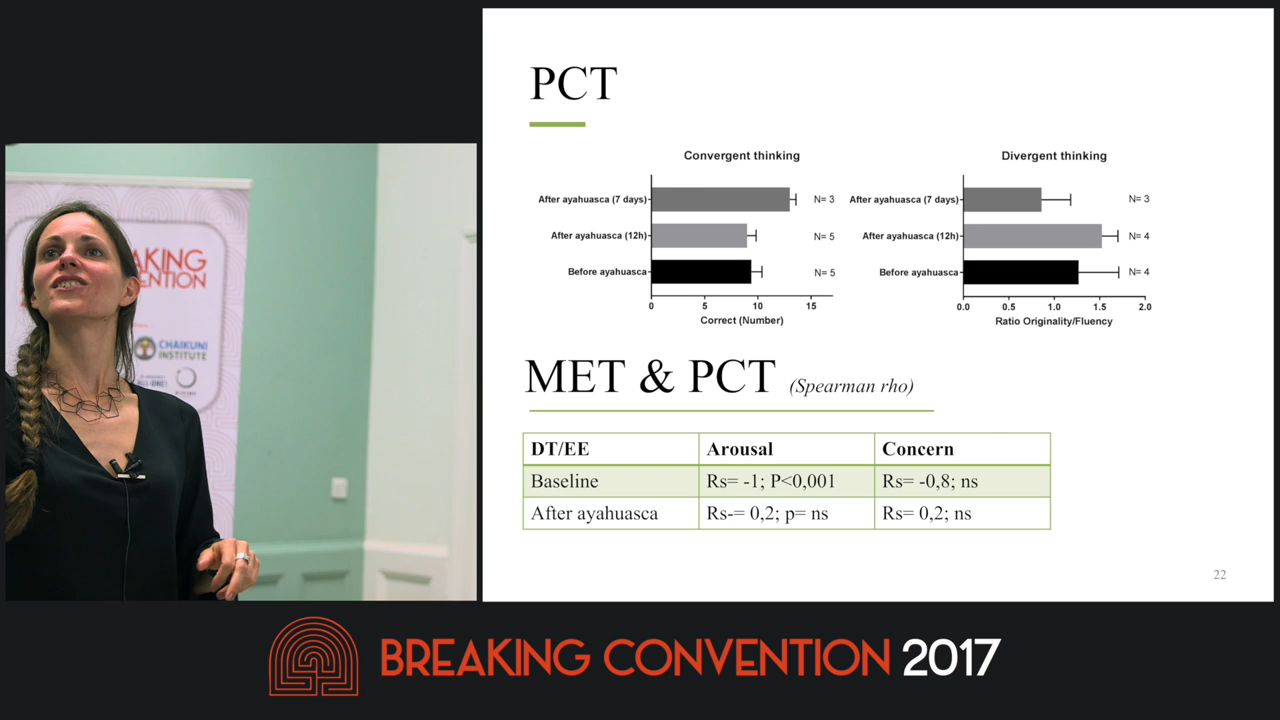 PCT
Convergent thinking
After ayahuasca (7 days)
N= 3
After ayahuasca (12h)
N= 5
Before ayahuasca
N= 5
0 5 10 15
Correct (Number)
Divergent thinking
After ayahuasca (7 days)
N= 3
After ayahuasca (12h)
N= 4
Before ayahuasca
N= 4
0.0 0.5 1.0 1.5 2.0
Ratio Originality/Fluency
MET & PCT (Spearman rho)
DT/EE Arousal Concern
Baseline Rs= -1; P<0,001 Rs= -0,8; ns
After ayahuasca Rs-= 0,2; p= ns Rs= 0,2; ns
22
AKING
ENTION
CHAIKUNI
INSTITUTE
BREAKING CONVENTION 2017